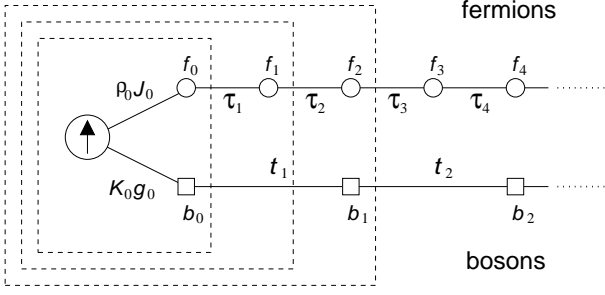 fermions
f₀ f₁ f₂ f₃ f₄
ρ₀J₀ τ₁ τ₂ τ₃ τ₄
K₀g₀ t₁ t₂
b₀ b₁ b₂
bosons